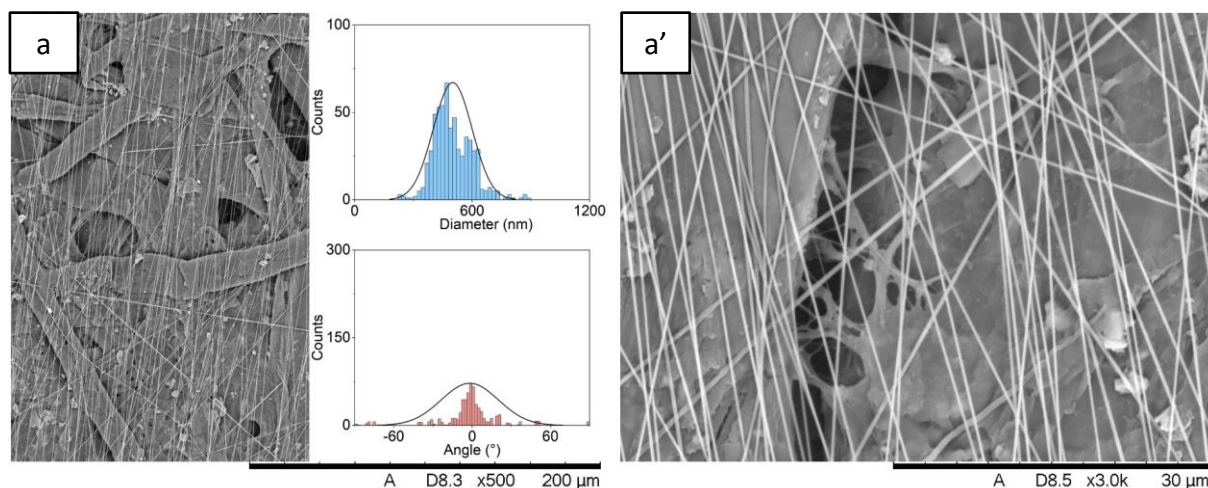 a
100
50
0
Counts
0
600
1200
Diameter (nm)
300
150
0
Counts
-60
0
60
Angle (°)
A D8.3 x500 200 µm
a’
A D8.5 x3.0k 30 µm